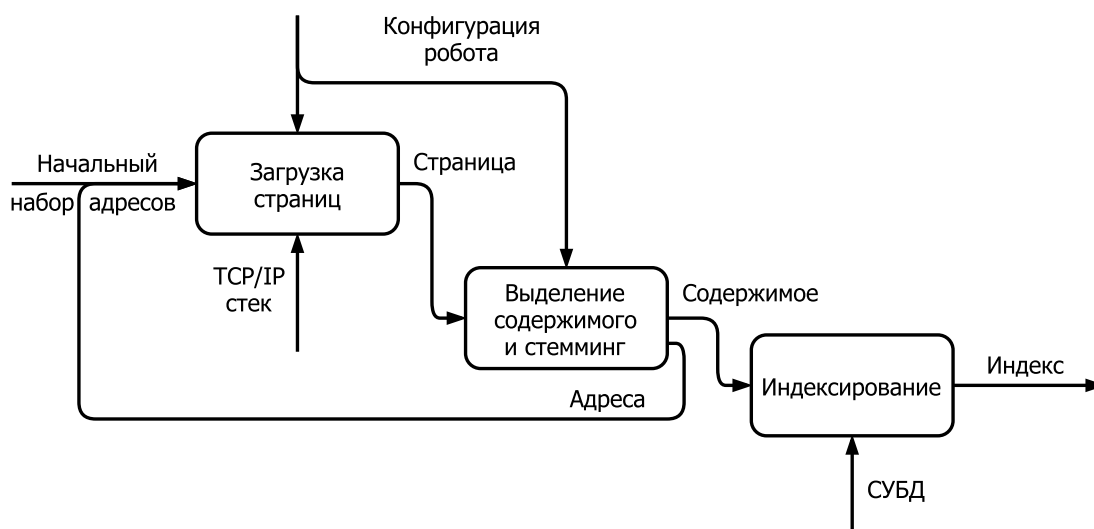 Конфигурация
робота
Начальный
набор адресов
Загрузка
страниц
Страница
TCP/IP
стек
Выделение
содержимого
и стемминг
Содержимое
Адреса
Индексирование
Индекс
СУБД